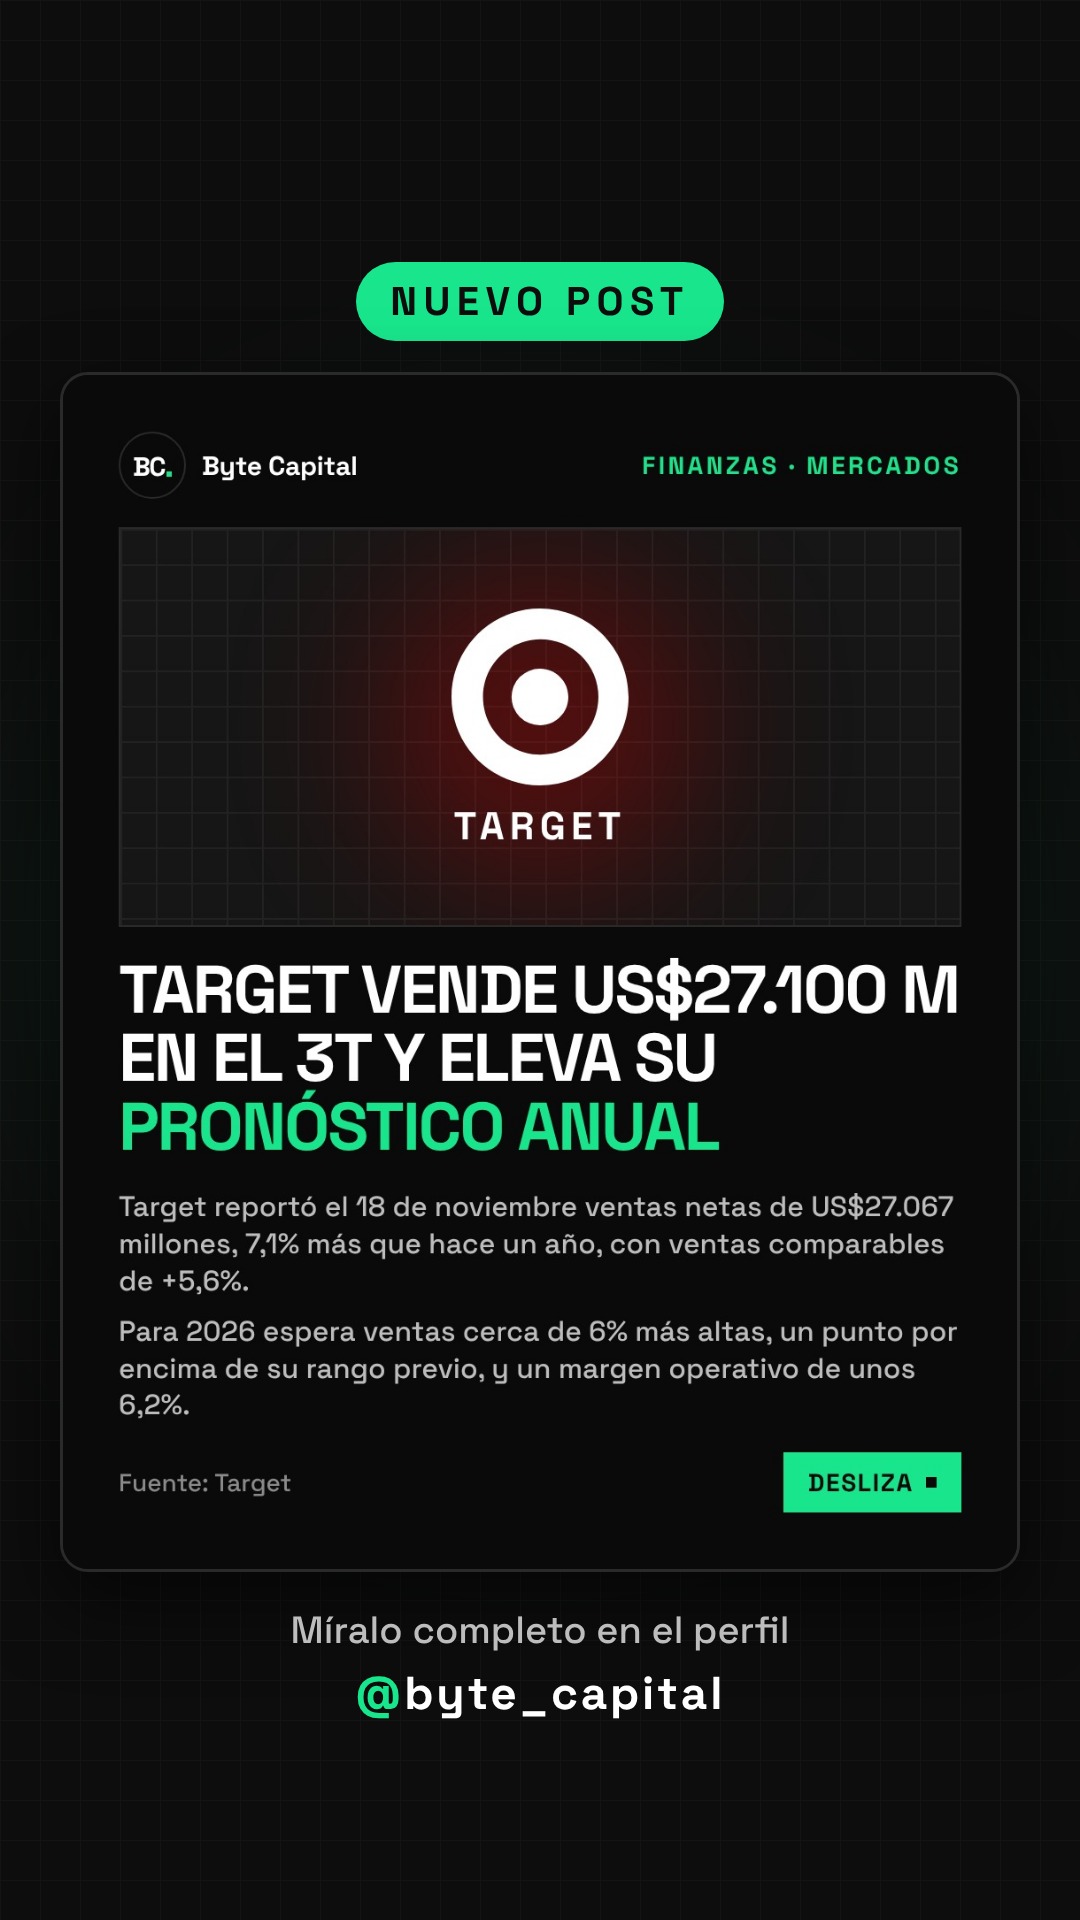 NUEVO POST
BC.
Byte Capital
FINANZAS · MERCADOS
TARGET
TARGET VENDE US$27.100 M
EN EL 3T Y ELEVA SU
PRONÓSTICO ANUAL
Target reportó el 18 de noviembre ventas netas de US$27.067
millones, 7,1% más que hace un año, con ventas comparables
de +5,6%.
Para 2026 espera ventas cerca de 6% más altas, un punto por
encima de su rango previo, y un margen operativo de unos
6,2%.
Fuente: Target
DESLIZA ▪
Míralo completo en el perfil
@byte_capital